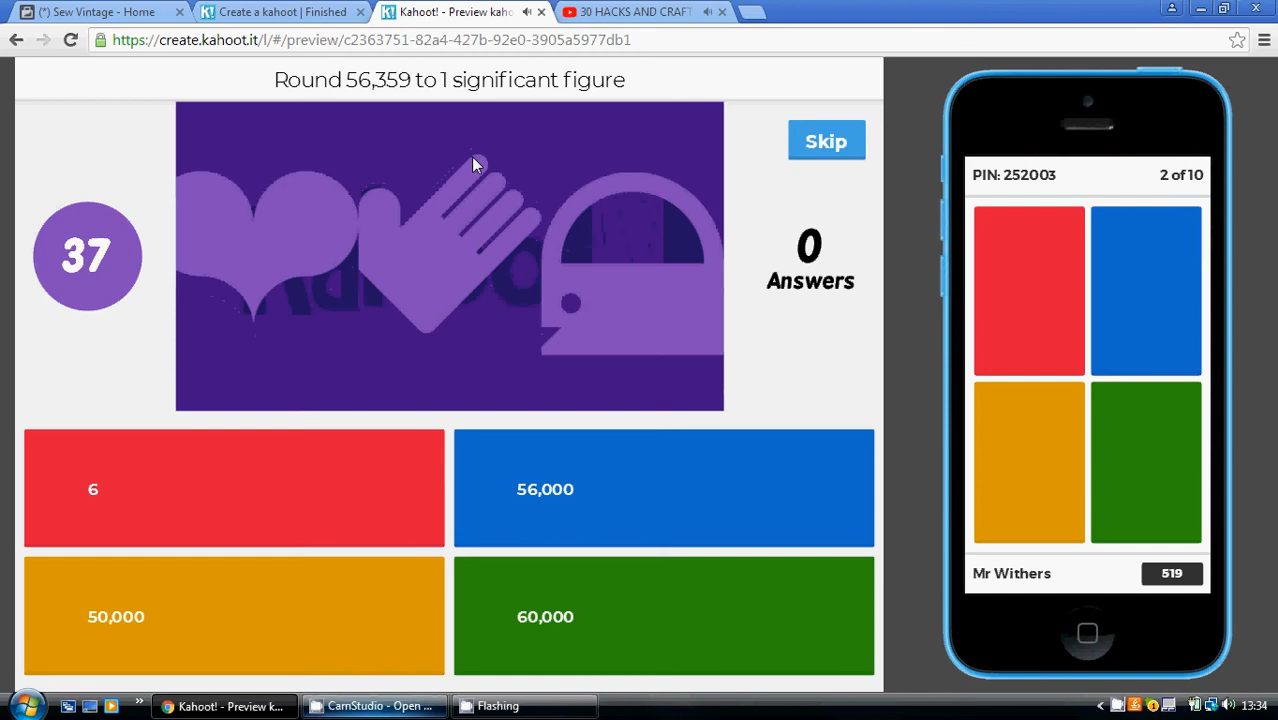 (*) Sew Vintage - Home
Create a kahoot | Finished
Kahoot! - Preview kaho
30 HACKS AND CRAFT
https://create.kahoot.it/l/#/preview/c2363751-82a4-427b-92e0-3905a5977db1
Round 56,359 to 1 significant figure
Skip
37
0
Answers
6
56,000
50,000
60,000
PIN: 252003
2 of 10
Mr Withers
519
Kahoot! - Preview k...
CamStudio - Open ...
Flashing
13:34